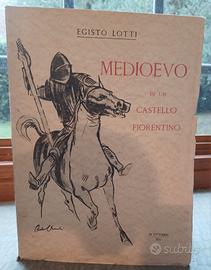 EGISTO LOTTI
MEDIOEVO
IN UN
CASTELLO
FIORENTINO
subito